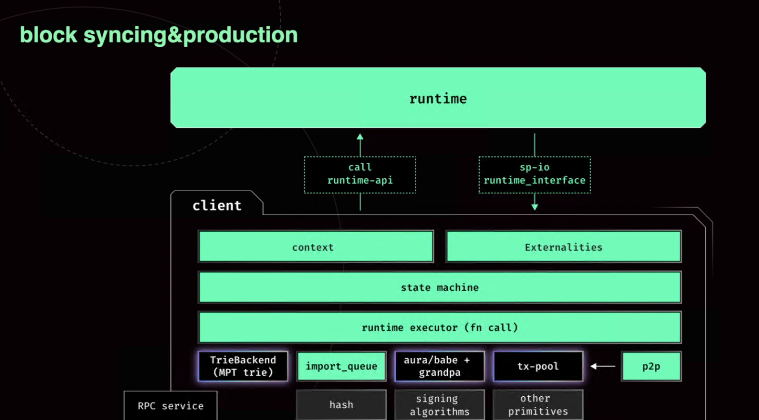 block syncing&production
runtime
call
runtime-api
sp-io
runtime_interface
client
context
Externalities
state machine
runtime executor (fn call)
TrieBackend
(MPT trie)
import_queue
aura/babe +
grandpa
tx-pool
p2p
RPC service
hash
signing
algorithms
other
primitives